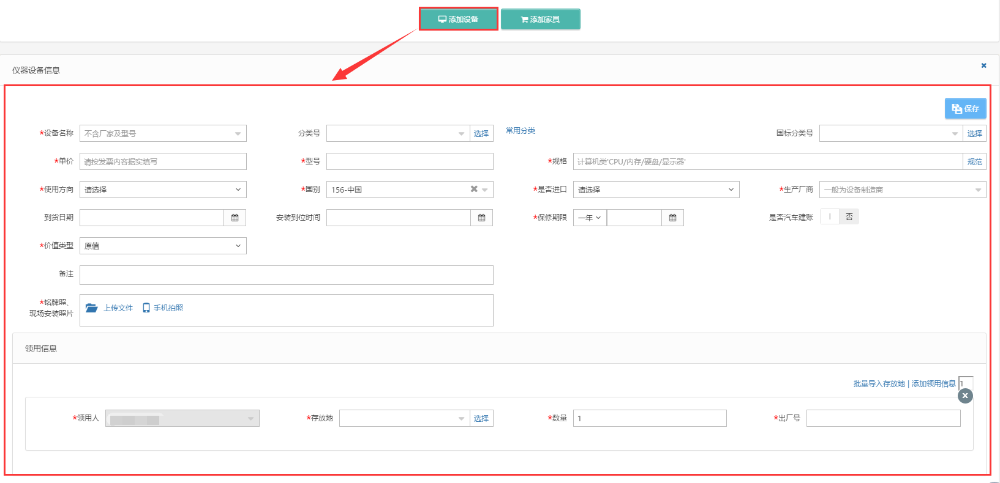 添加设备 添加家具
仪器设备信息
保存
*设备名称 不含厂家及型号 分类号 选择 常用分类 国标分类号 选择
*单价 请按发票内容据实填写 *型号 *规格 计算机类'CPU/内存/硬盘/显示器' 规范
*使用方向 请选择 *国别 156-中国 *是否进口 请选择 *生产厂商 一般为设备制造商
到货日期 安装到位时间 *保修期限 一年 是否汽车建账 否
*价值类型 原值
备注
*铭牌照、
现场安装照片 上传文件 手机拍照
领用信息
批量导入存放地 | 添加领用信息 1
x
*领用人 *存放地 选择 *数量 1 *出厂号